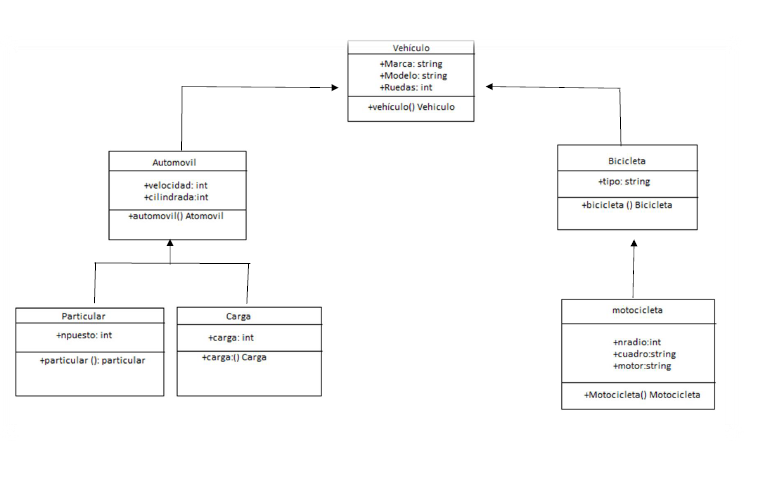 Vehículo
+Marca: string
+Modelo: string
+Ruedas: int
+vehículo() Vehiculo
Automovil
+velocidad: int
+cilindrada:int
+automovil() Atomovil
Bicicleta
+tipo: string
+bicicleta () Bicicleta
Particular
+npuesto: int
+particular (): particular
Carga
+carga: int
+carga:() Carga
motocicleta
+nradio:int
+cuadro:string
+motor:string
+Motocicleta() Motocicleta